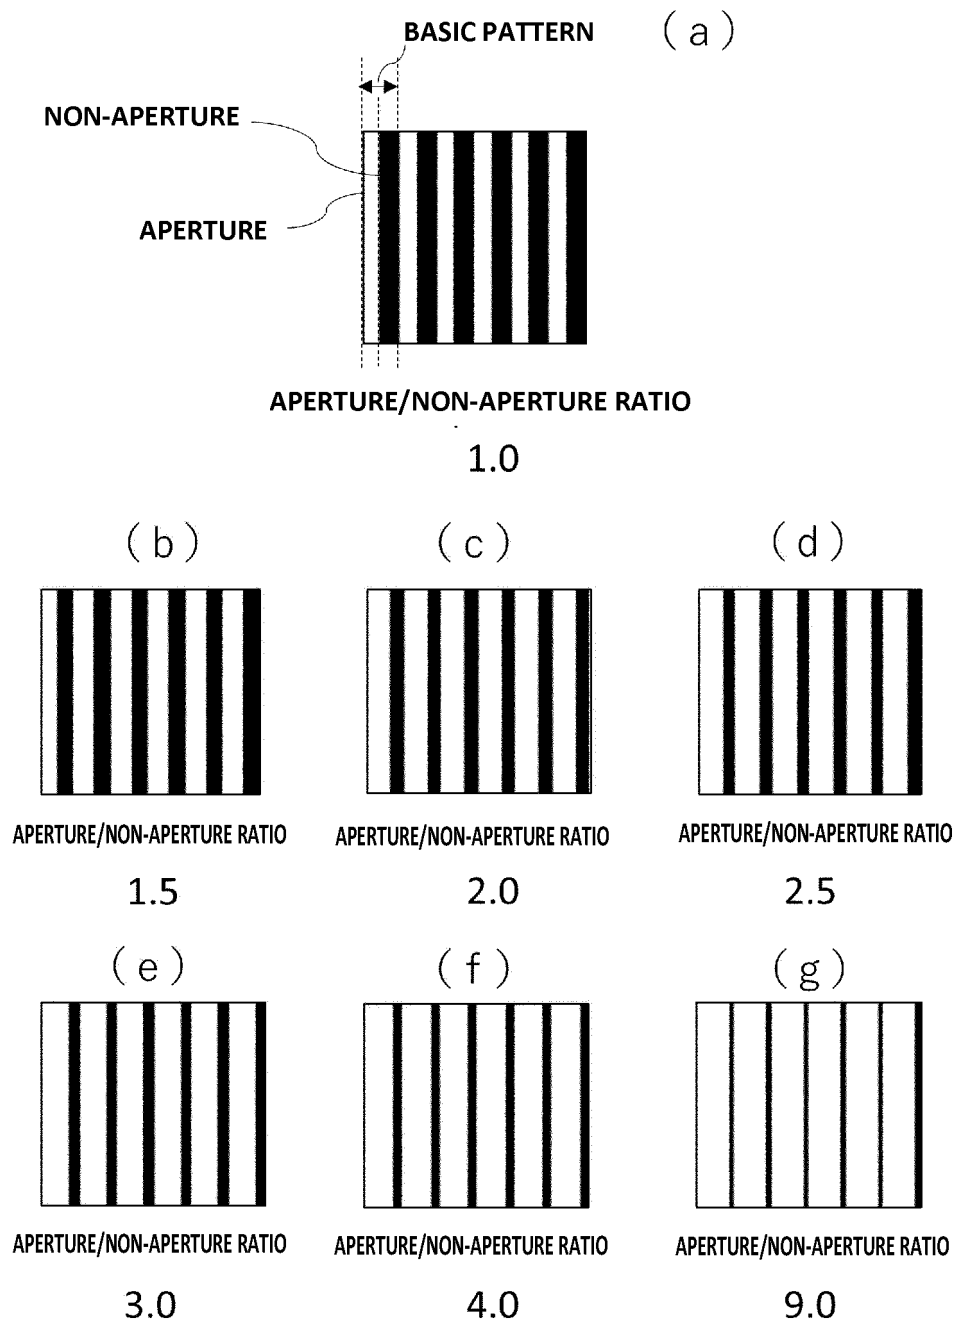 BASIC PATTERN
(a)
NON-APERTURE
APERTURE
APERTURE/NON-APERTURE RATIO
1.0
(b)
(c)
(d)
APERTURE/NON-APERTURE RATIO
APERTURE/NON-APERTURE RATIO
APERTURE/NON-APERTURE RATIO
1.5
2.0
2.5
(e)
(f)
(g)
APERTURE/NON-APERTURE RATIO
APERTURE/NON-APERTURE RATIO
APERTURE/NON-APERTURE RATIO
3.0
4.0
9.0